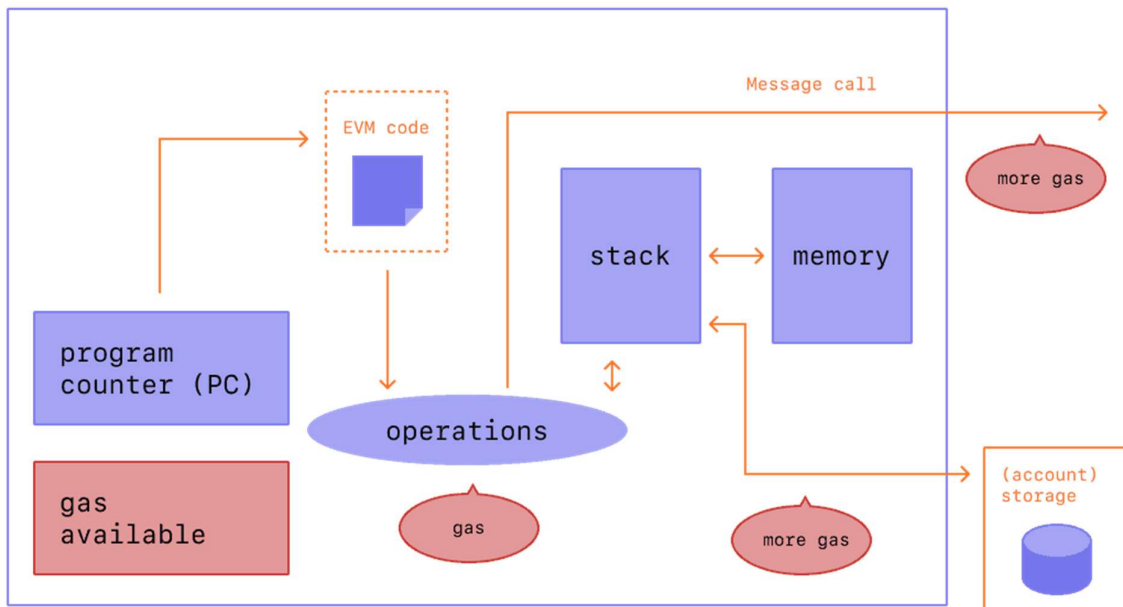 Message call
EVM code
more gas
stack
memory
program
counter (PC)
operations
(account)
storage
gas
available
gas
more gas